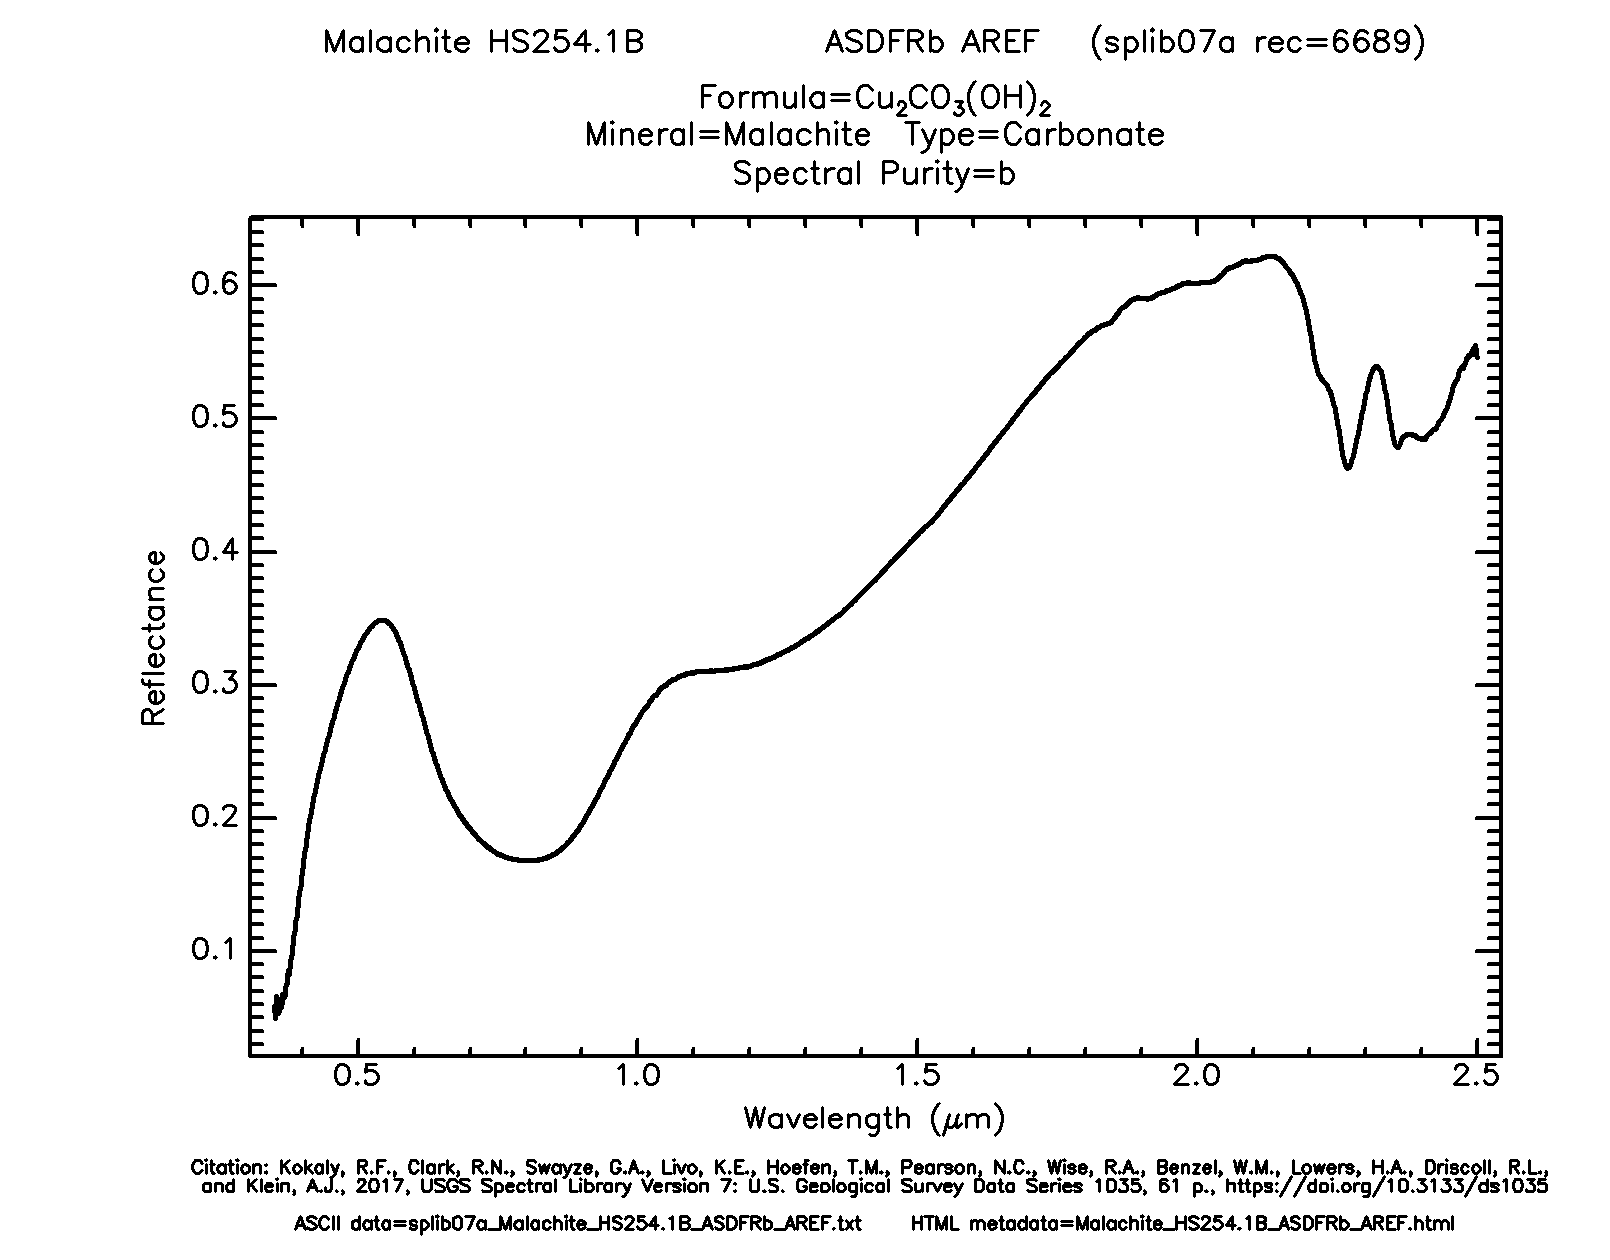 Malachite HS254.1B ASDFRb AREF (splib07a rec=6689)
Formula=Cu₂CO₃(OH)₂
Mineral=Malachite Type=Carbonate
Spectral Purity=b
0.6
0.5
0.4
0.3
0.2
0.1
Reflectance
0.5 1.0 1.5 2.0 2.5
Wavelength (μm)
Citation: Kokaly, R.F., Clark, R.N., Swayze, G.A., Livo, K.E., Hoefen, T.M., Pearson, N.C., Wise, R.A., Benzel, W.M., Lowers, H.A., Driscoll, R.L.,
and Klein, A.J., 2017, USGS Spectral Library Version 7: U.S. Geological Survey Data Series 1035, 61 p., https://doi.org/10.3133/ds1035
ASCII data=splib07a_Malachite_HS254.1B_ASDFRb_AREF.txt HTML metadata=Malachite_HS254.1B_ASDFRb_AREF.html